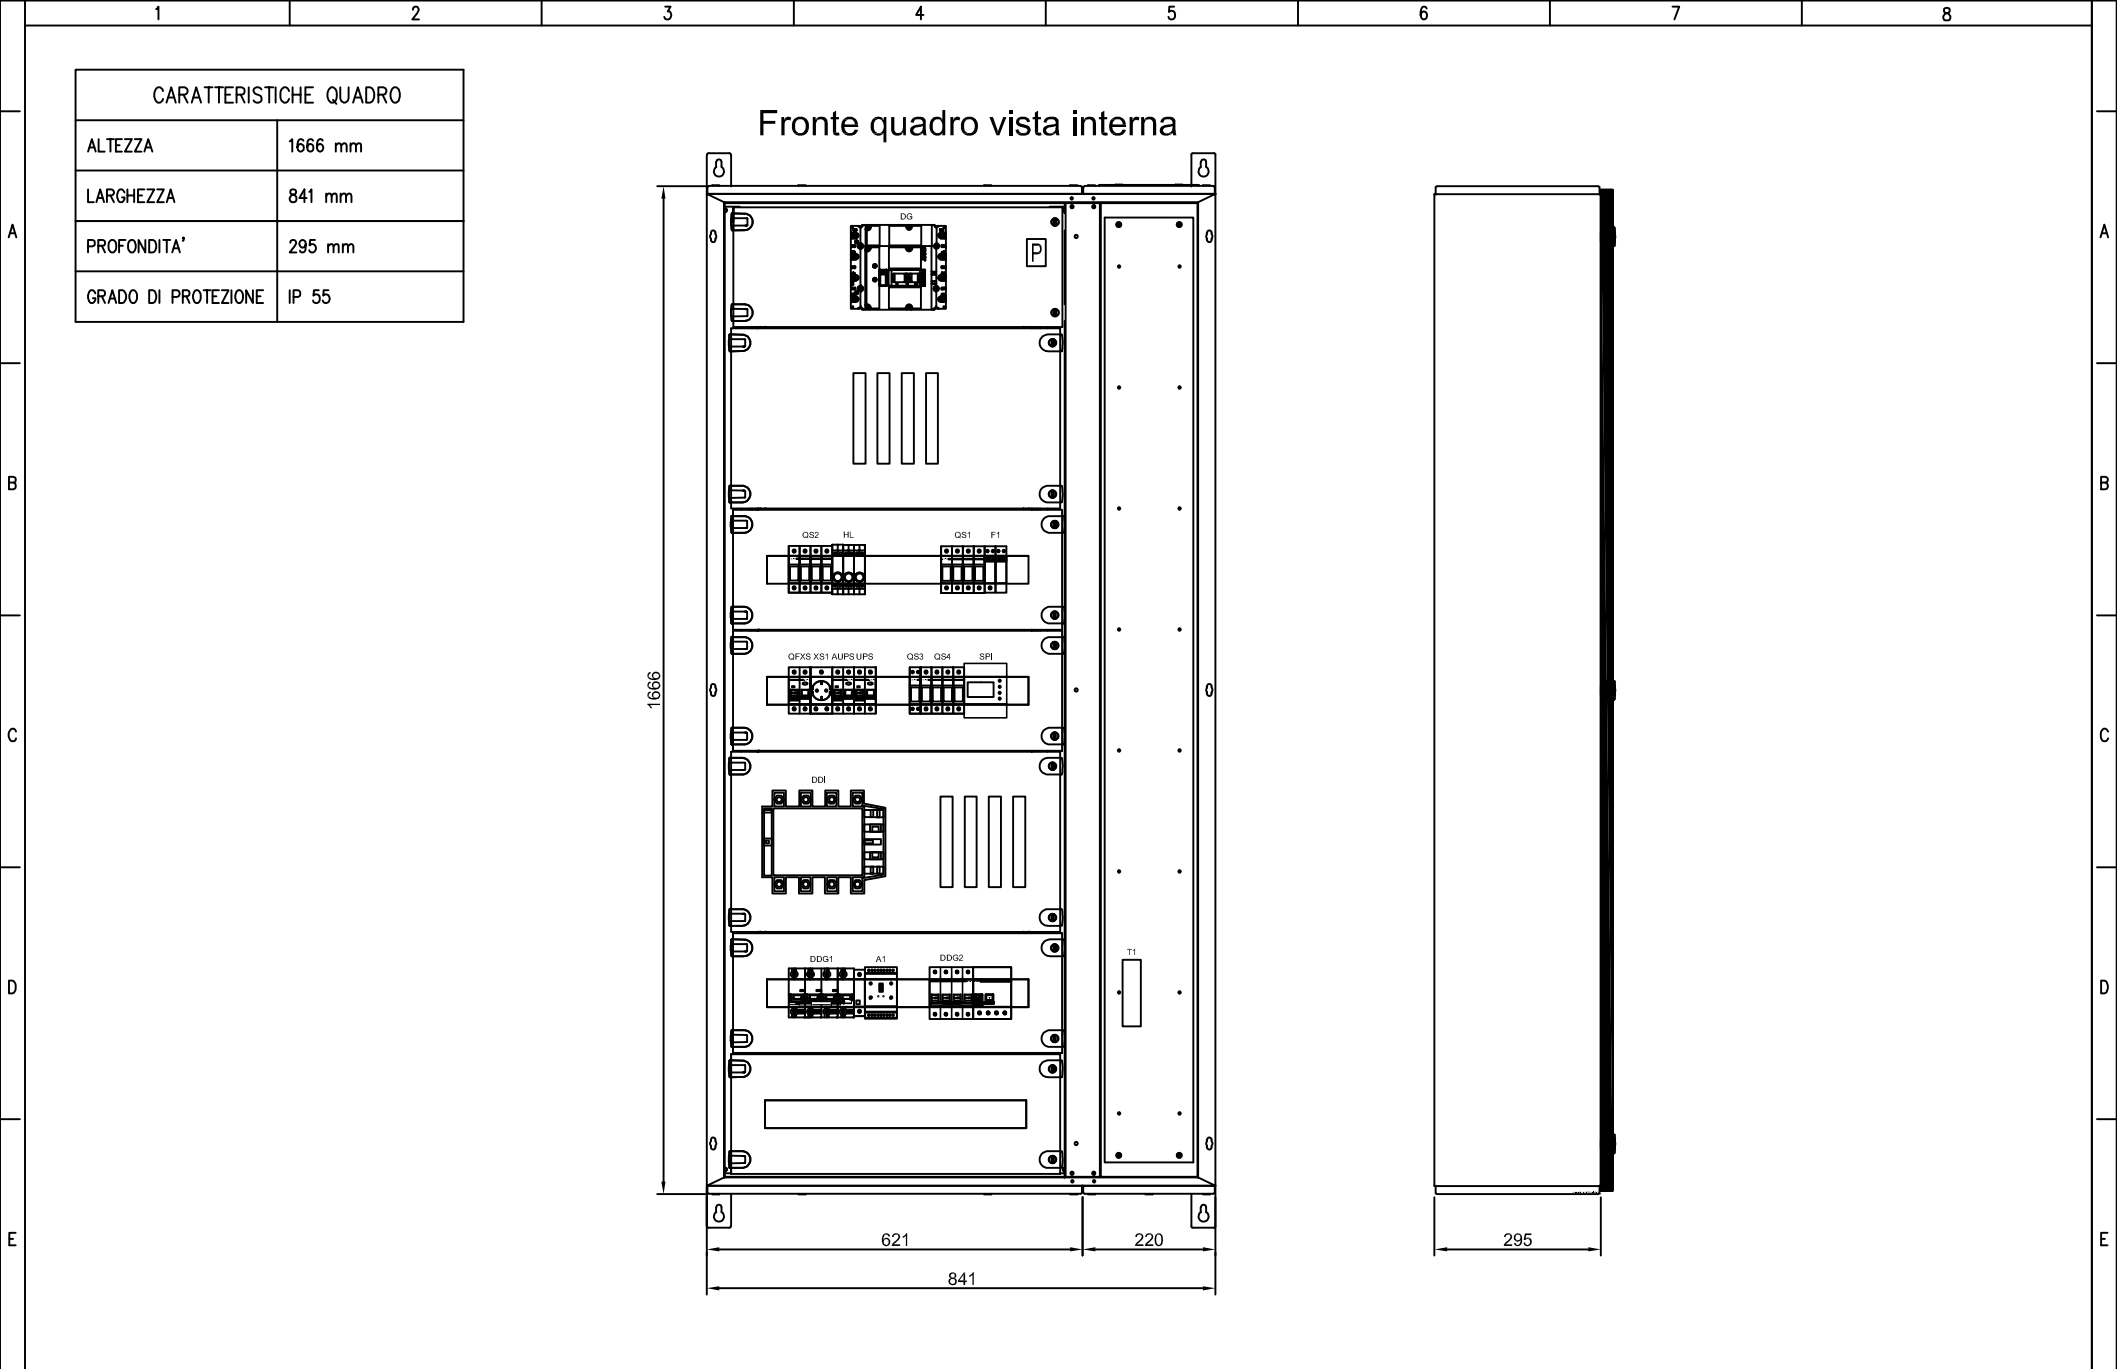 1 2 3 4 5 6 7 8
CARATTERISTICHE QUADRO
ALTEZZA 1666 mm
LARGHEZZA 841 mm
PROFONDITA' 295 mm
GRADO DI PROTEZIONE IP 55
Fronte quadro vista interna
A A
DG
P
B B
QS2 HL QS1 F1
QFXS XS1 AUPS UPS QS3 QS4 SPI
1666
C C
DDI
T1
DDG1 A1 DDG2
D D
E E
621 220 295
841